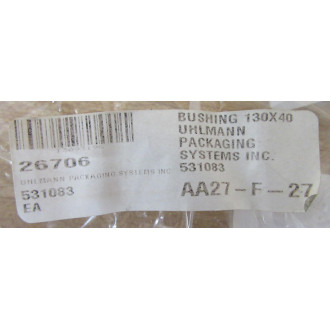 26706
UHLMANN PACKAGING SYSTEMS INC
531083
EA
BUSHING 130X40
UHLMANN
PACKAGING
SYSTEMS INC.
531083
AA27-F-27